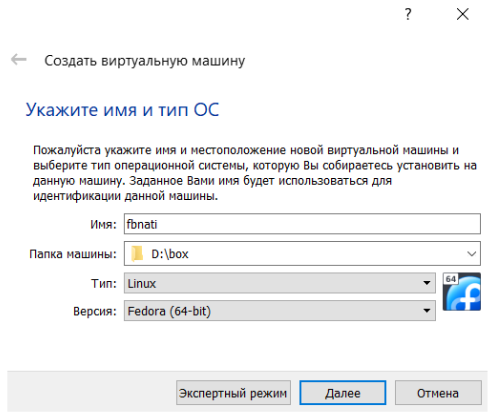 ?
Создать виртуальную машину
Укажите имя и тип ОС
Пожалуйста укажите имя и местоположение новой виртуальной машины и
выберите тип операционной системы, которую Вы собираетесь установить на
данную машину. Заданное Вами имя будет использоваться для
идентификации данной машины.
Имя: fbnati
Папка машины: D:\box
Тип: Linux
64
Версия: Fedora (64-bit)
Экспертный режим Далее Отмена